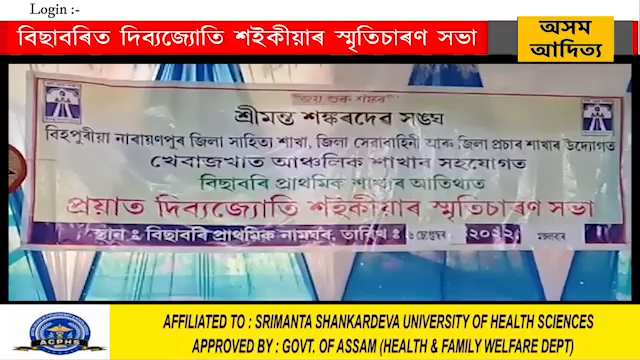 Login :-
বিছাবৰিত দিব্যজ্যোতি শইকীয়াৰ স্মৃতিচাৰণ সভা
অসম
আদিত্য
"জয় গুৰু শঙ্কৰ"
শ্ৰীমন্ত শঙ্কৰদেৱ সঙ্ঘ
বিহপুৰীয়া নাৰায়ণপুৰ জিলা সাহিত্য শাখা, জিলা সেৱাবাহিনী আৰু জিলা প্ৰচাৰ শাখাৰ উদ্যোগত
খেৰাজখাত আঞ্চলিক শাখাৰ সহযোগত
বিছাবৰি প্ৰাথমিক শাখাৰ আতিথ্যত
প্ৰয়াত দিব্যজ্যোতি শইকীয়াৰ স্মৃতিচাৰণ সভা
স্থান ঃ বিছাবৰি প্ৰাথমিক নামঘৰ, তাৰিখ ঃ ৬ ২০২২ মঙ্গলবাৰ
ACPHS
AFFILIATED TO : SRIMANTA SHANKARDEVA UNIVERSITY OF HEALTH SCIENCES
APPROVED BY : GOVT. OF ASSAM (HEALTH & FAMILY WELFARE DEPT)